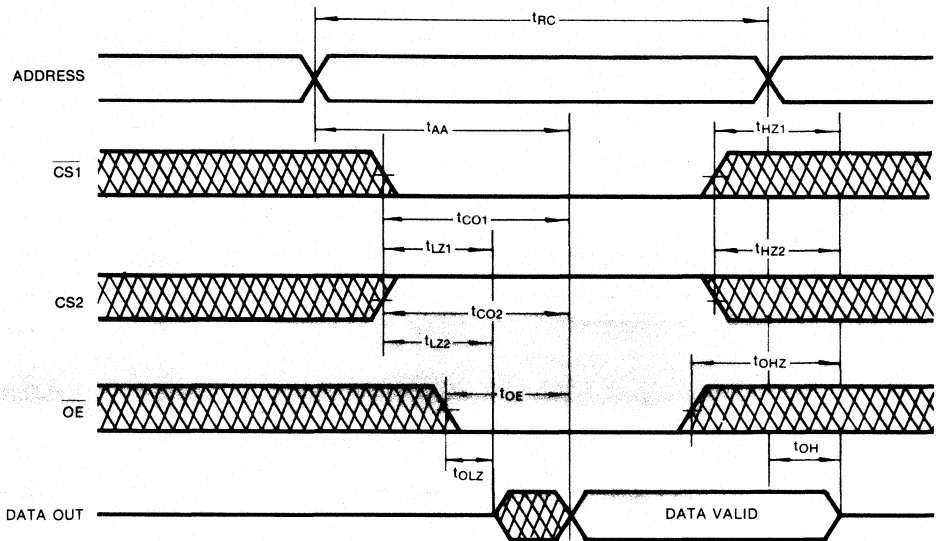 tRC
ADDRESS
tAA
tHZ1
CS1
tCO1
tLZ1
tHZ2
CS2
tCO2
tLZ2
tOHZ
OE
tOE
tOLZ
tOH
DATA OUT
DATA VALID